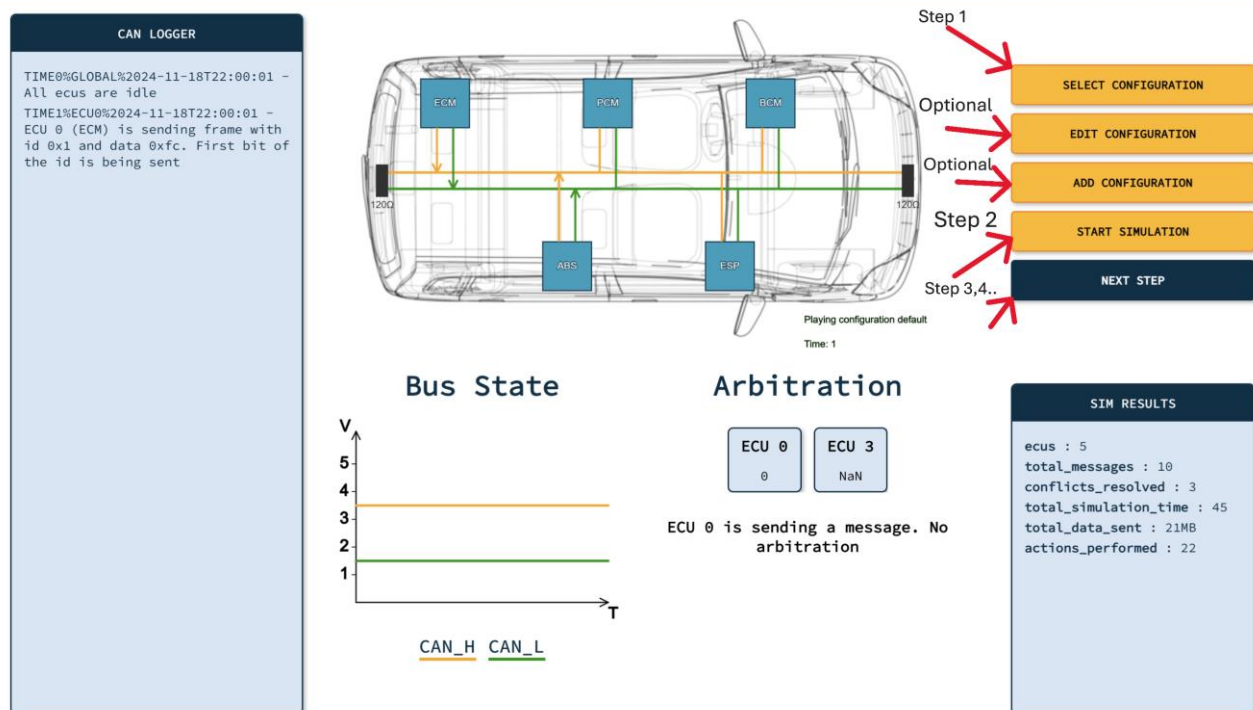 CAN LOGGER
TIME0%GLOBAL%2024-11-18T22:00:01 –
All ecus are idle
TIME1%ECU0%2024-11-18T22:00:01 –
ECU 0 (ECM) is sending frame with
id 0x1 and data 0xfc. First bit of
the id is being sent
ECM
PCM
BCM
120Ω
120Ω
ABS
ESP
Playing configuration default
Time: 1
Step 1
SELECT CONFIGURATION
Optional
EDIT CONFIGURATION
Optional
ADD CONFIGURATION
Step 2
START SIMULATION
Step 3,4..
NEXT STEP
Bus State
V
5
4
3
2
1
T
CAN_H CAN_L
Arbitration
ECU 0
0
ECU 3
NaN
ECU 0 is sending a message. No
arbitration
SIM RESULTS
ecus : 5
total_messages : 10
conflicts_resolved : 3
total_simulation_time : 45
total_data_sent : 21MB
actions_performed : 22